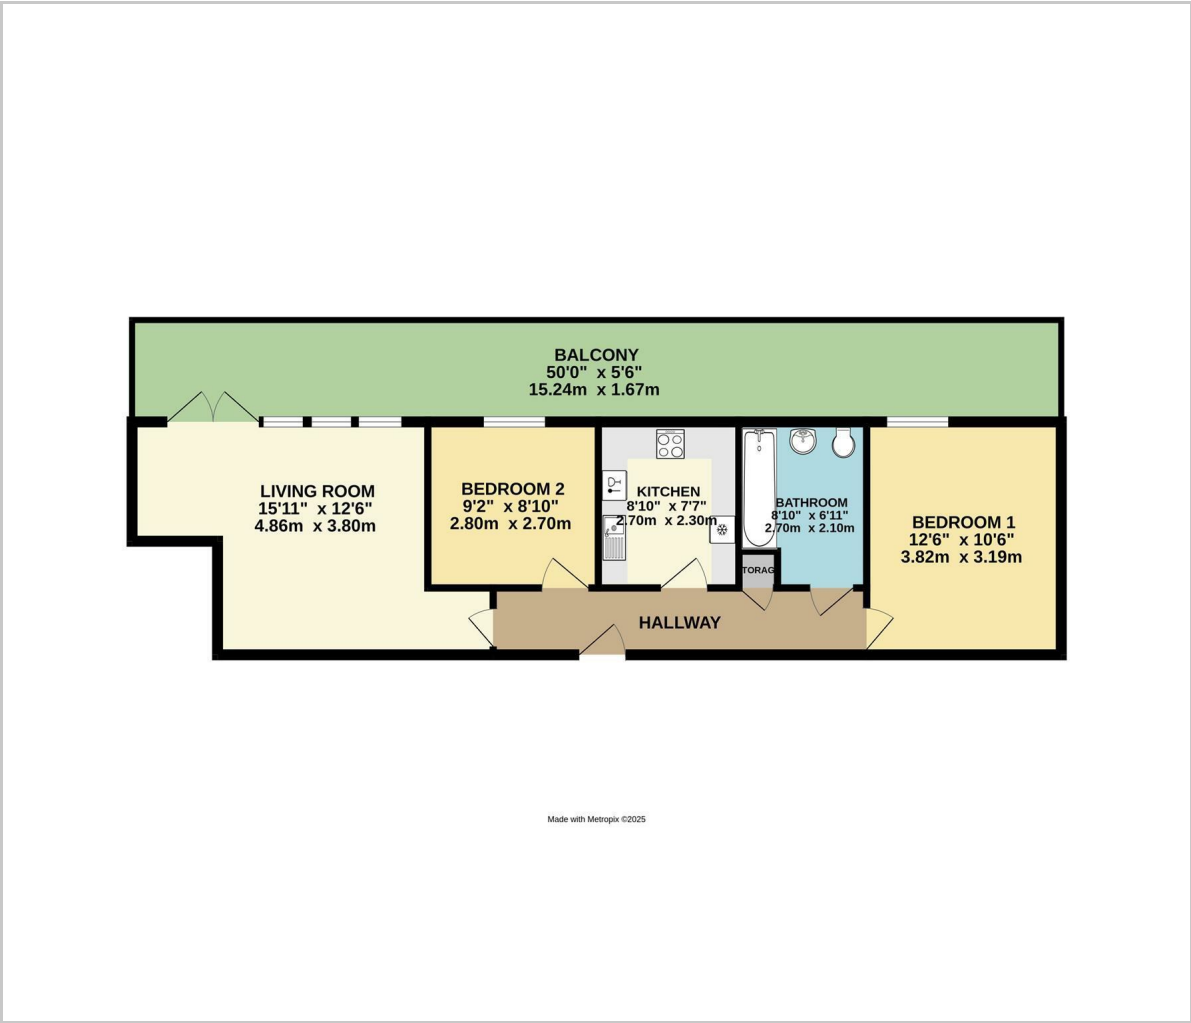 BALCONY
50'0" x 5'6"
15.24m x 1.67m
LIVING ROOM
15'11" x 12'6"
4.86m x 3.80m
BEDROOM 2
9'2" x 8'10"
2.80m x 2.70m
KITCHEN
8'10" x 7'7"
2.70m x 2.30m
BATHROOM
8'10" x 6'11"
2.70m x 2.10m
BEDROOM 1
12'6" x 10'6"
3.82m x 3.19m
TORAG
HALLWAY
Made with Metropix ©2025